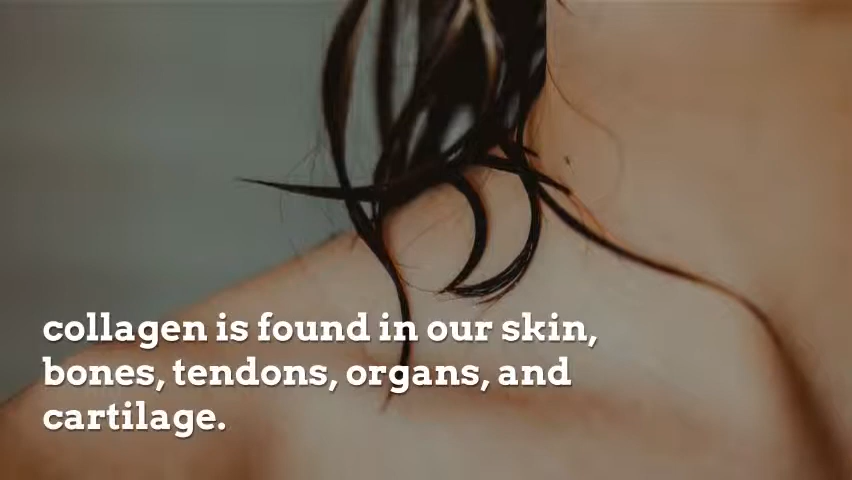 collagen is found in our skin,
bones, tendons, organs, and
cartilage.